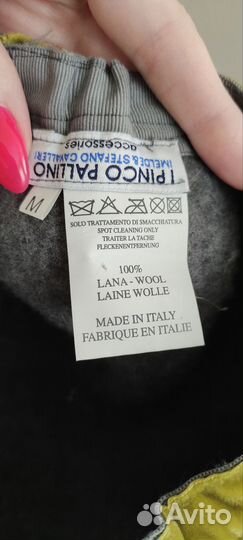 I PINCO PALLINO
IMELDE & STEFANO CAVALLERI
accessories
M
SOLO TRATTAMENTO DI SMACCHIATURA
SPOT CLEANING ONLY
TRAITER LA TACHE
FLECKENENTFERNUNG
100%
LANA - WOOL
LAINE WOLLE
MADE IN ITALY
FABRIQUE EN ITALIE
Avito